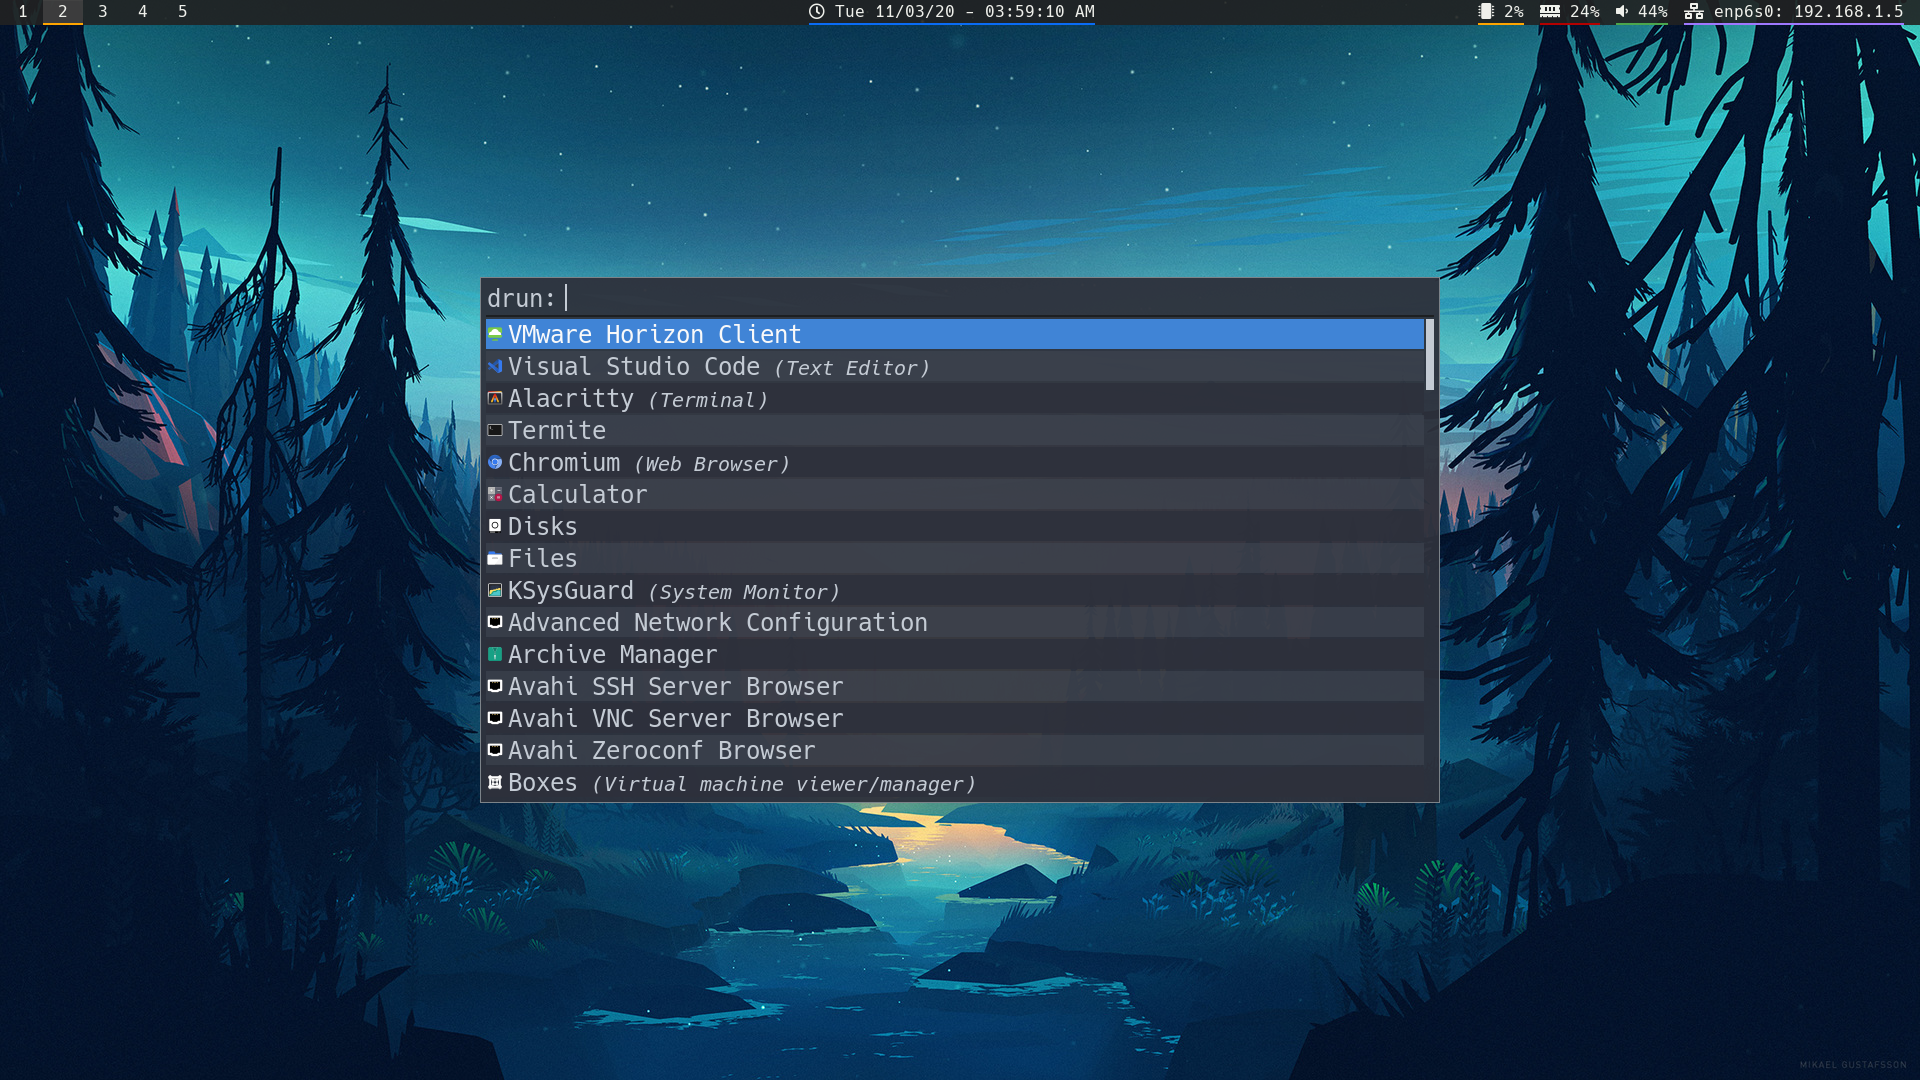 1 2 3 4 5 Tue 11/03/20 - 03:59:10 AM 2% 24% 44% enp6s0: 192.168.1.5
drun:
VMware Horizon Client
Visual Studio Code (Text Editor)
Alacritty (Terminal)
Termite
Chromium (Web Browser)
Calculator
Disks
Files
KSysGuard (System Monitor)
Advanced Network Configuration
Archive Manager
Avahi SSH Server Browser
Avahi VNC Server Browser
Avahi Zeroconf Browser
Boxes (Virtual machine viewer/manager)
MIKAEL GUSTAFSSON